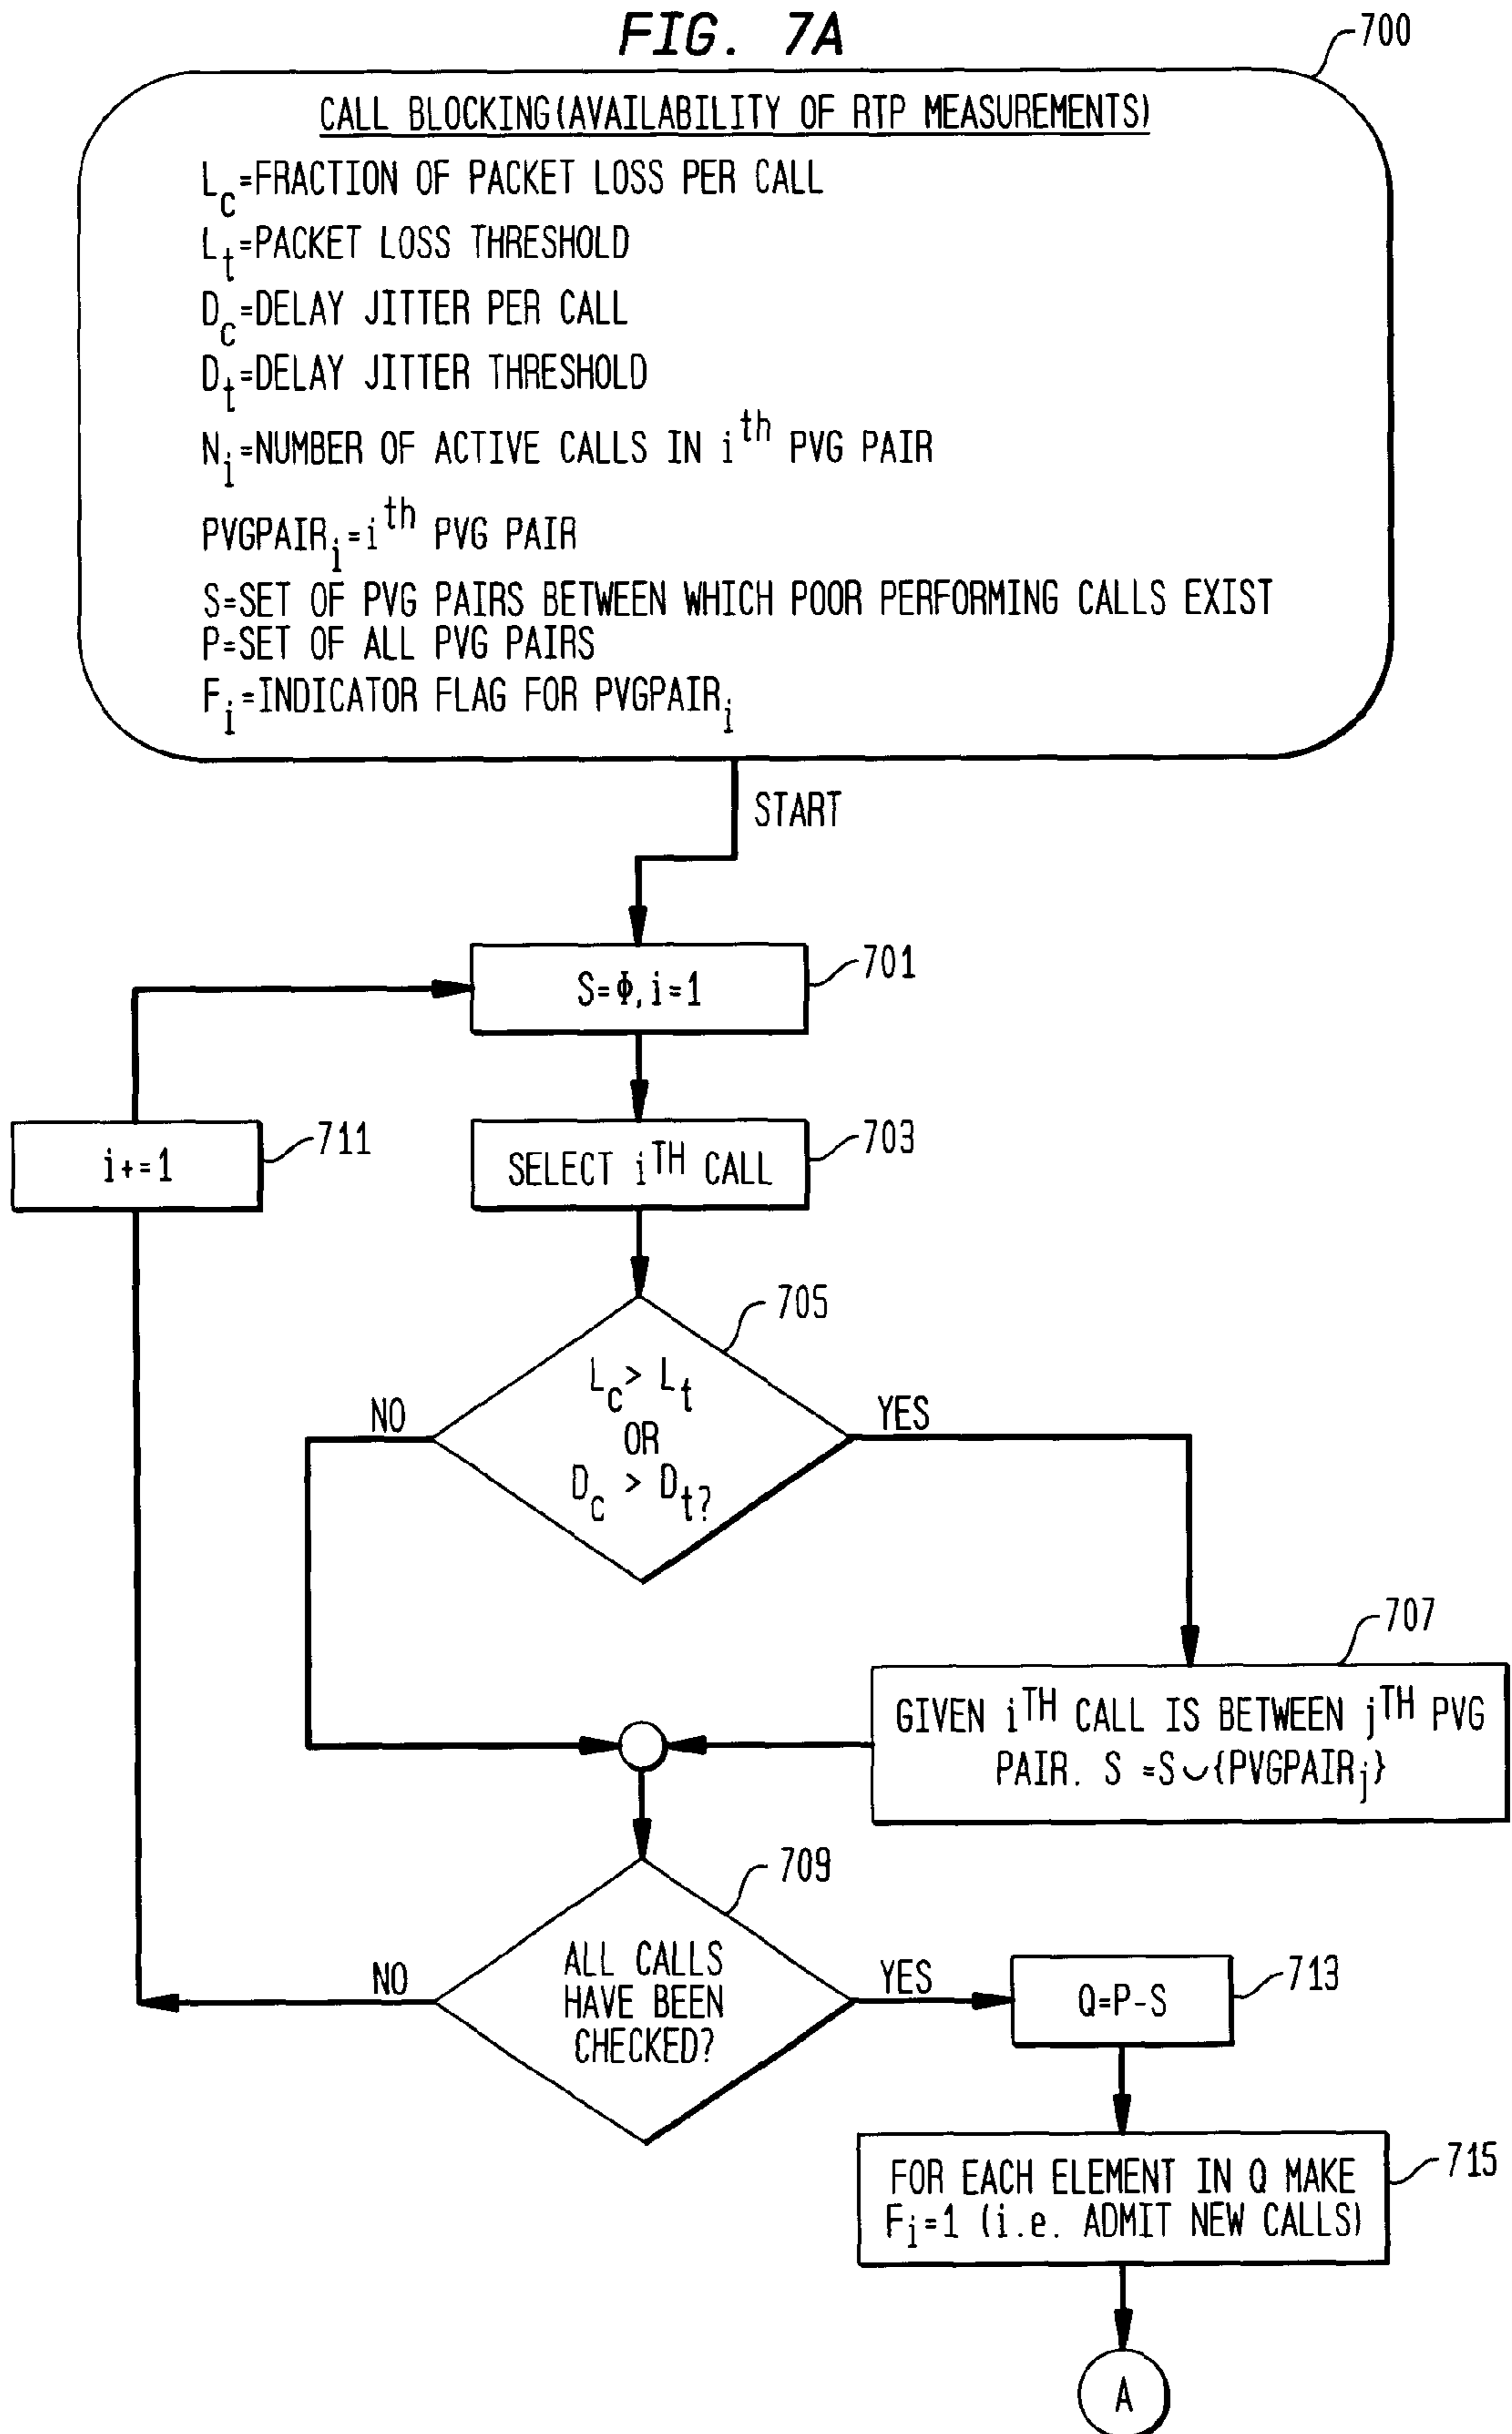 FIG. 7A
700
CALL BLOCKING(AVAILABILITY OF RTP MEASUREMENTS)
Lc=FRACTION OF PACKET LOSS PER CALL
Lt=PACKET LOSS THRESHOLD
Dc=DELAY JITTER PER CALL
Dt=DELAY JITTER THRESHOLD
Ni=NUMBER OF ACTIVE CALLS IN ith PVG PAIR
PVGPAIRi=ith PVG PAIR
S=SET OF PVG PAIRS BETWEEN WHICH POOR PERFORMING CALLS EXIST
P=SET OF ALL PVG PAIRS
Fi=INDICATOR FLAG FOR PVGPAIRi
START
S=Φ,i=1
701
i+=1
711
SELECT iTH CALL
703
705
Lc> Lt
OR
Dc > Dt?
NO
YES
707
GIVEN iTH CALL IS BETWEEN jTH PVG
PAIR. S =S∪{PVGPAIRj}
709
ALL CALLS
HAVE BEEN
CHECKED?
NO
YES
Q=P-S
713
FOR EACH ELEMENT IN Q MAKE
Fi=1 (i.e. ADMIT NEW CALLS)
715
A